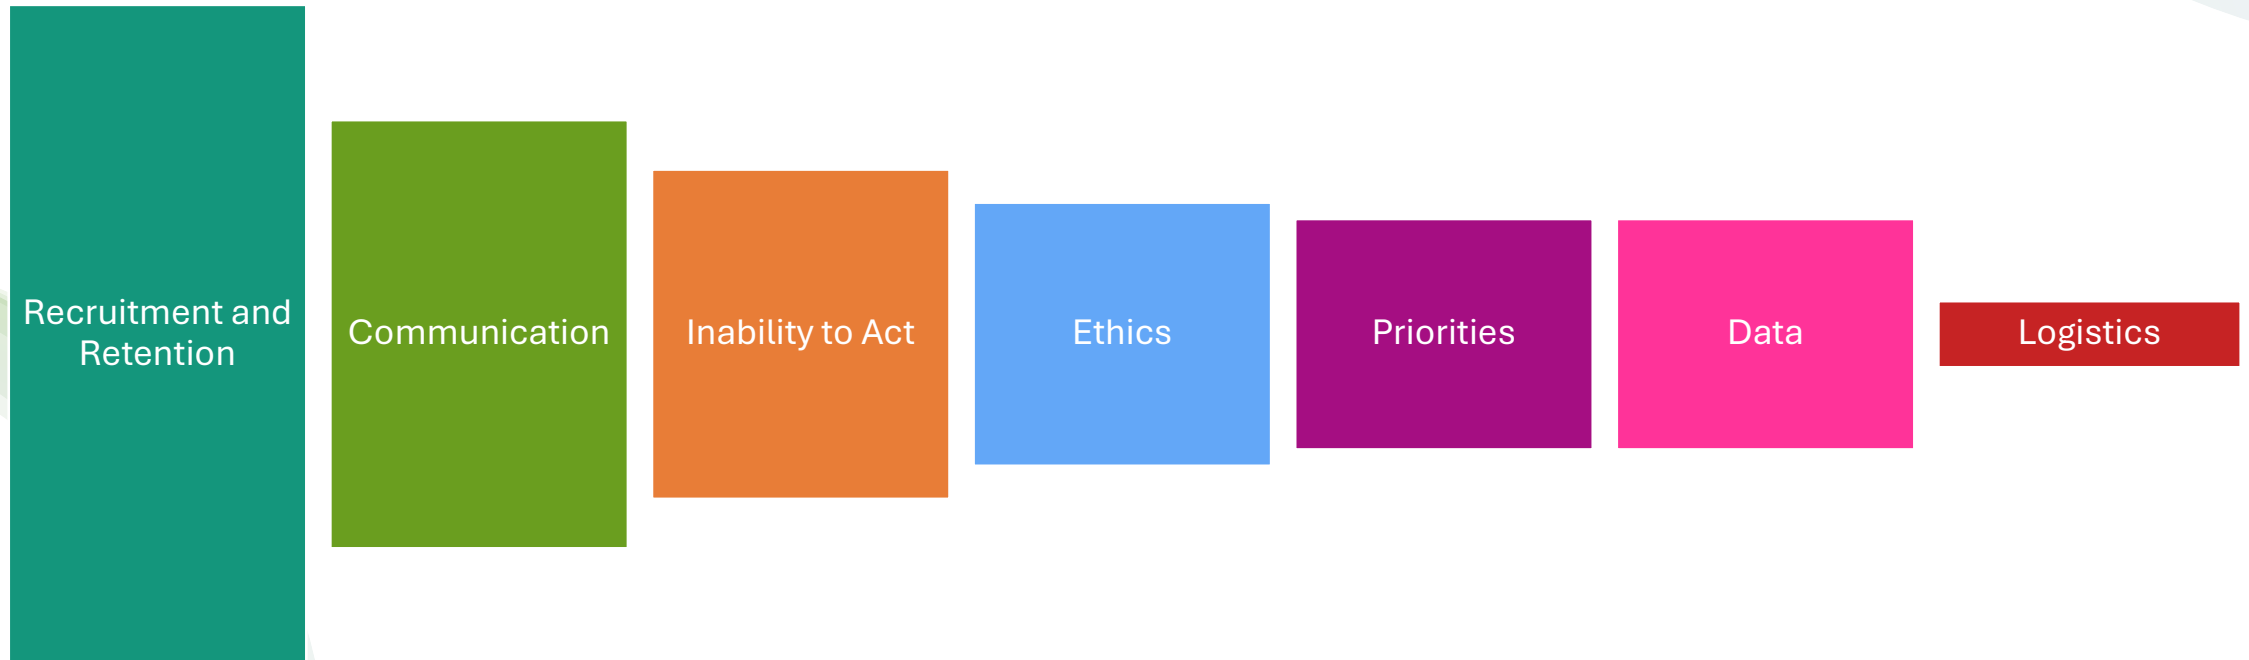 Recruitment and
Retention
Communication
Inability to Act
Ethics
Priorities
Data
Logistics